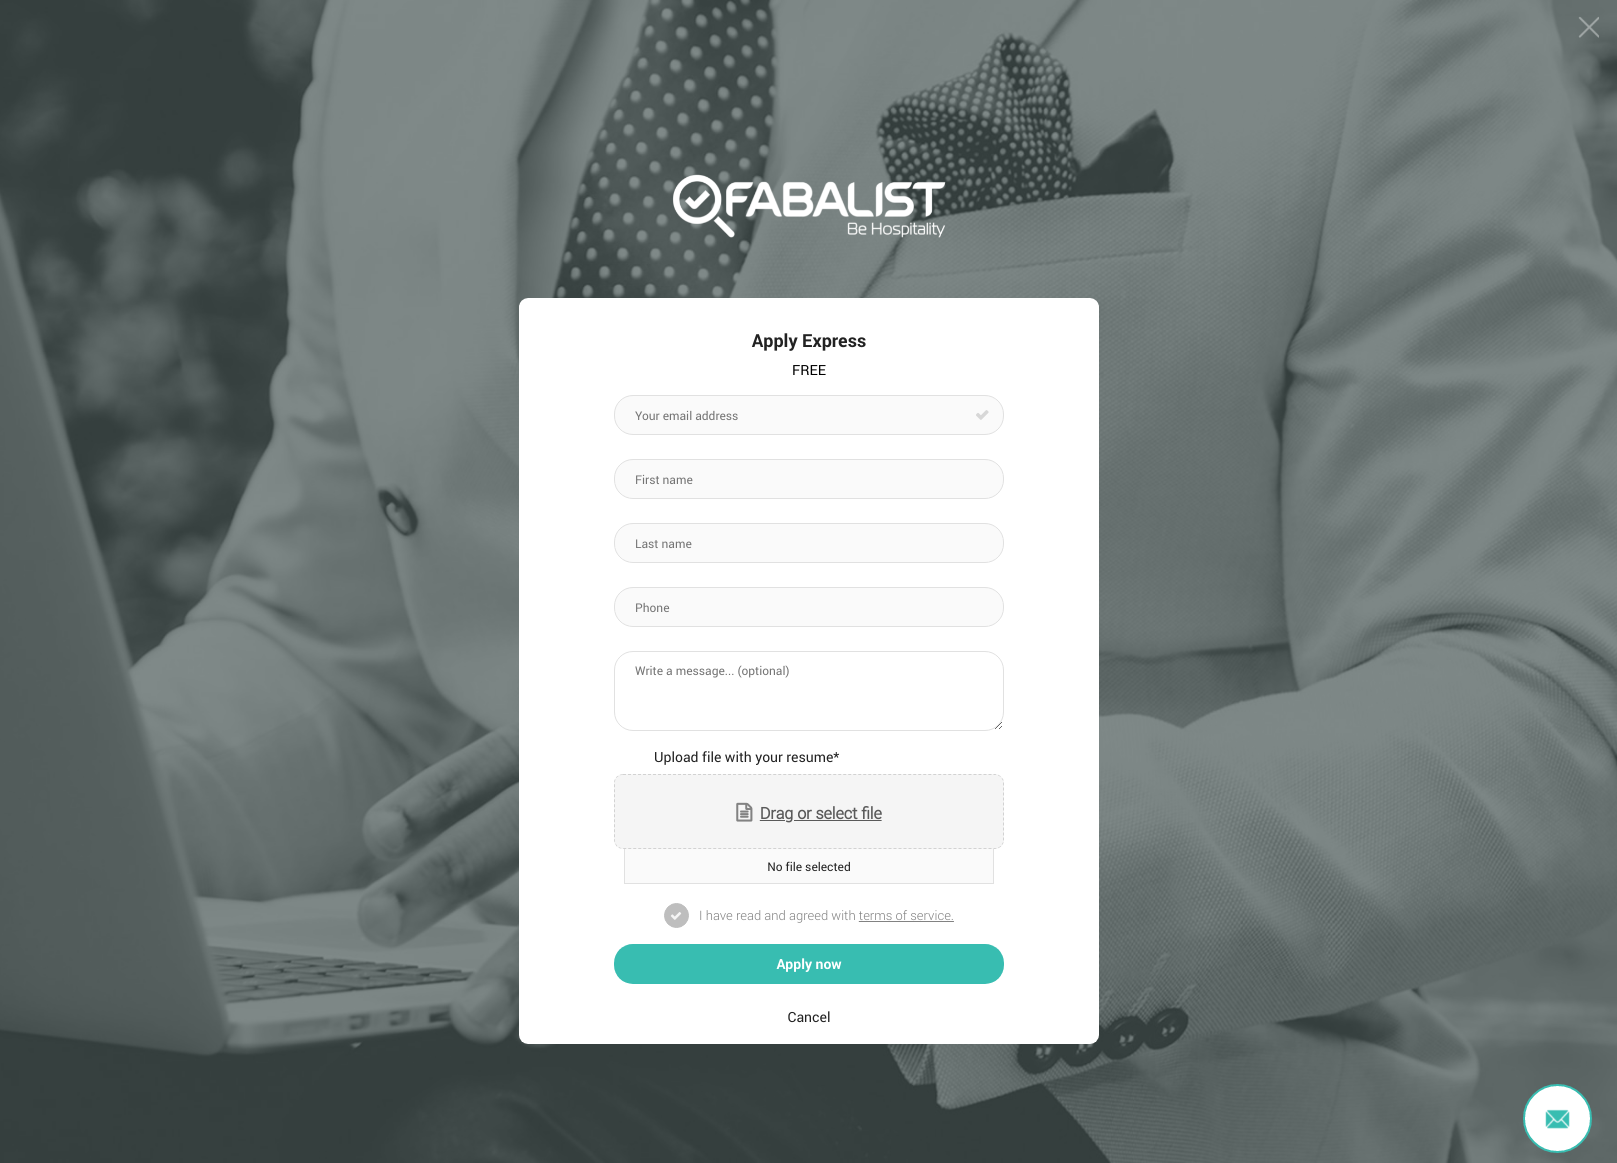 FABALIST
Be Hospitality
Apply Express
FREE
Your email address
First name
Last name
Phone
Write a message... (optional)
Upload file with your resume*
Drag or select file
No file selected
I have read and agreed with terms of service.
Apply now
Cancel